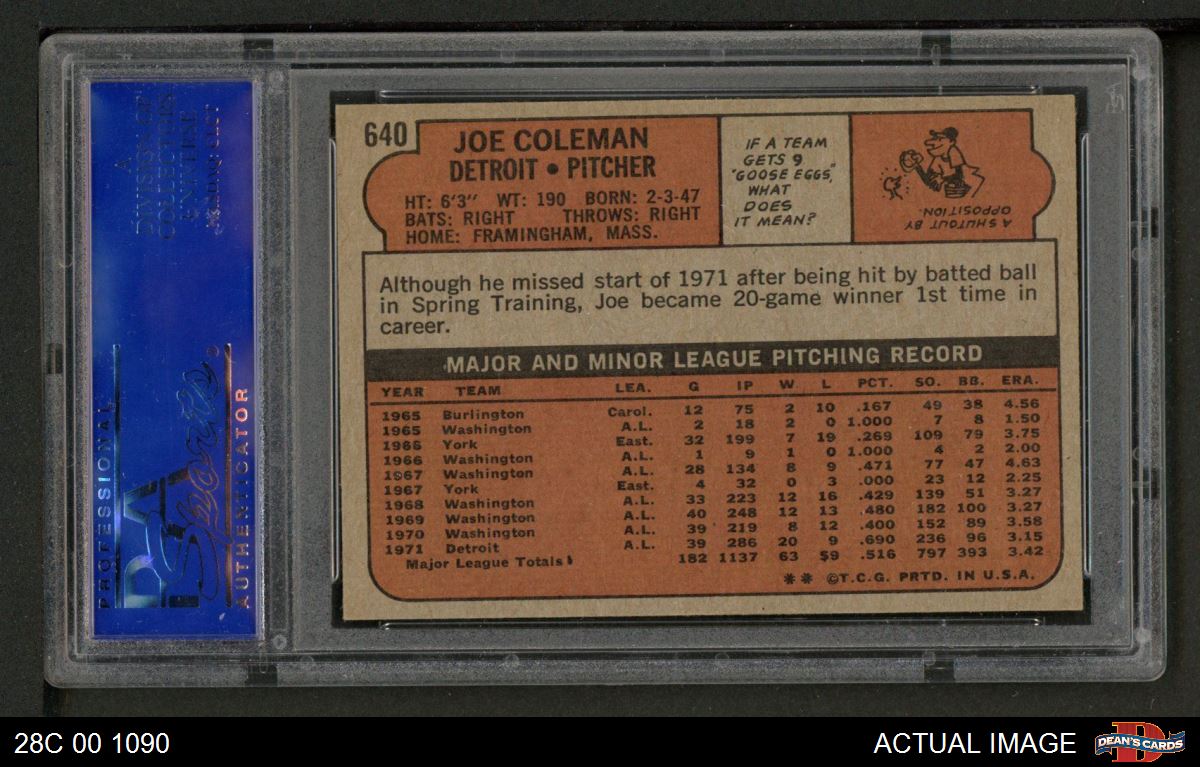 A
DIVISION OF
COLLECTORS
UNIVERSE
PROFESSIONAL
PSA
Sports®
AUTHENTICATOR
640
JOE COLEMAN
DETROIT • PITCHER
HT: 6'3" WT: 190 BORN: 2-3-47
BATS: RIGHT THROWS: RIGHT
HOME: FRAMINGHAM, MASS.
IF A TEAM
GETS 9
"GOOSE EGGS,"
WHAT
DOES
IT MEAN?
A SHUTOUT BY
OPPOSITION.
Although he missed start of 1971 after being hit by batted ball
in Spring Training, Joe became 20-game winner 1st time in
career.
MAJOR AND MINOR LEAGUE PITCHING RECORD
YEAR TEAM LEA. G IP W L PCT. SO. BB. ERA.
1965 Burlington Carol. 12 75 2 10 .167 49 38 4.56
1965 Washington A.L. 2 18 2 0 1.000 7 8 1.50
1966 York East. 32 199 7 19 .269 109 79 3.75
1966 Washington A.L. 1 9 1 0 1.000 4 2 2.00
1967 Washington A.L. 28 134 8 9 .471 77 47 4.63
1967 York East. 4 32 0 3 .000 23 12 2.25
1968 Washington A.L. 33 223 12 16 .429 139 51 3.27
1969 Washington A.L. 40 248 12 13 .480 182 100 3.27
1970 Washington A.L. 39 219 8 12 .400 152 89 3.58
1971 Detroit A.L. 39 286 20 9 .690 236 96 3.15
Major League Totals 182 1137 63 59 .516 797 393 3.42
** ©T.C.G. PRTD. IN U.S.A.
28C 00 1090
ACTUAL IMAGE
D
DEAN'S CARDS